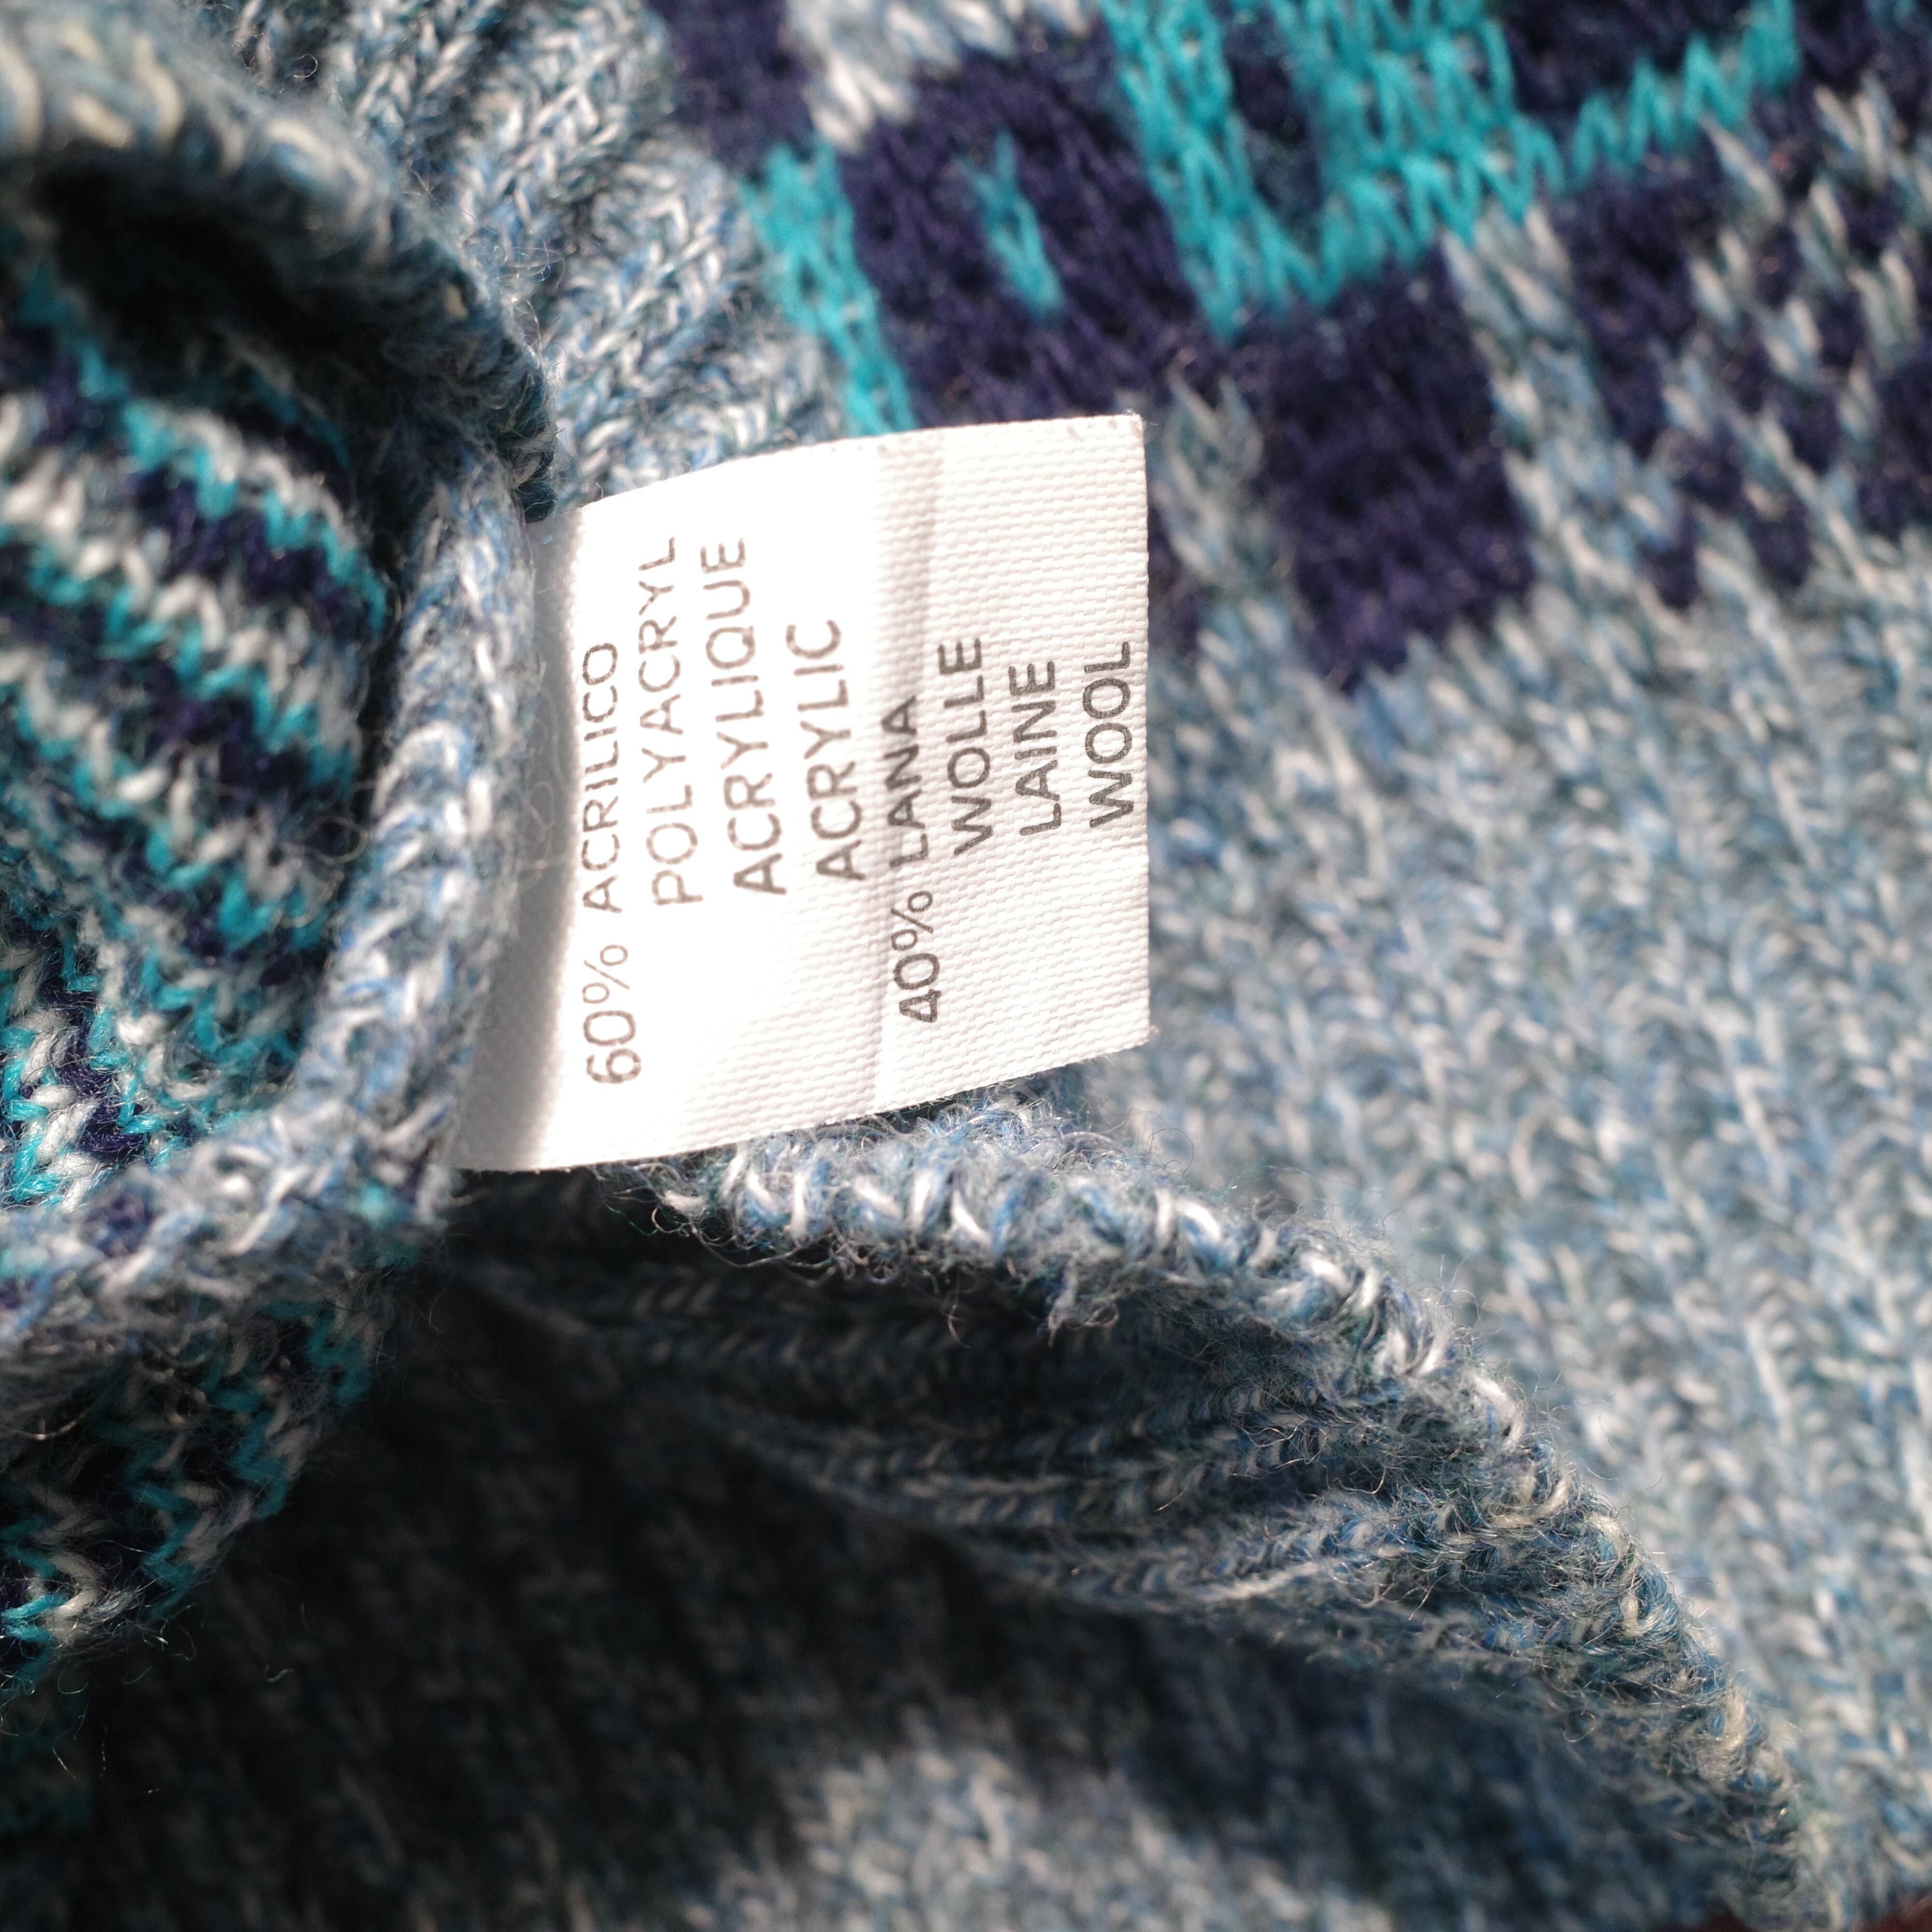 60% ACRILICO
POLYACRYL
ACRYLIQUE
ACRYLIC
40% LANA
WOLLE
LAINE
WOOL